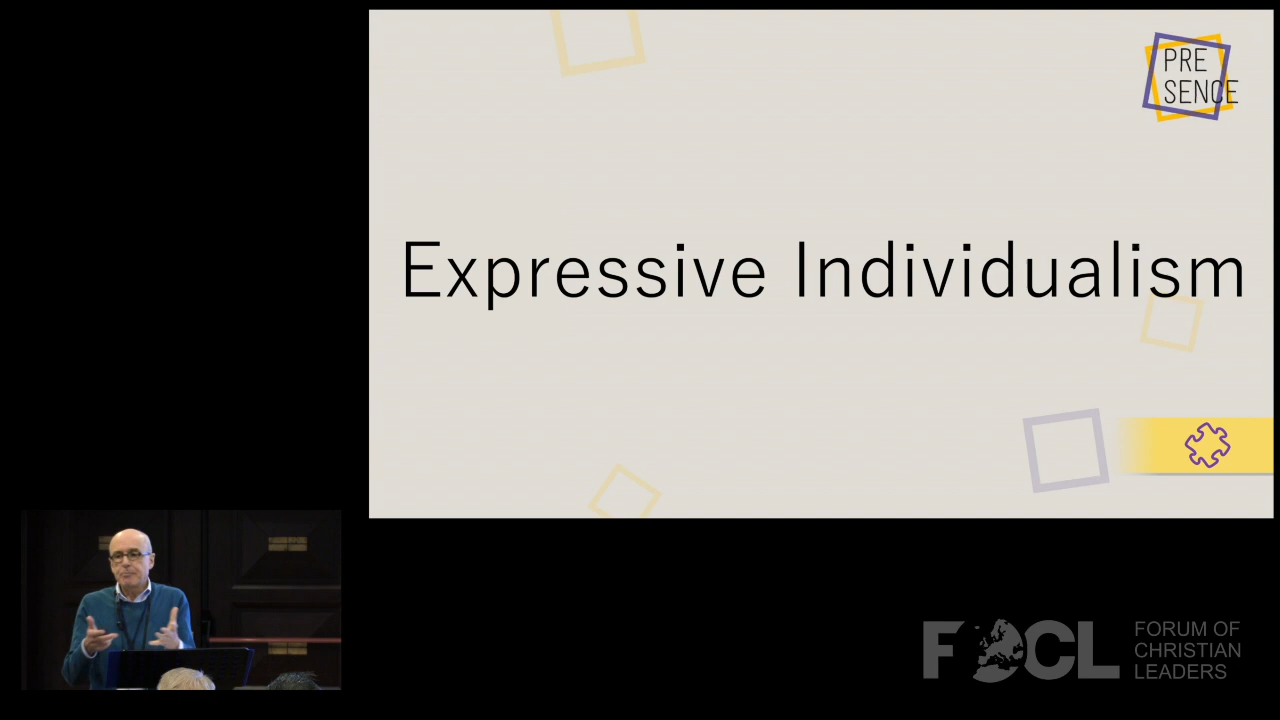 PRE
SENCE
Expressive Individualism
FOCL
FORUM OF
CHRISTIAN
LEADERS